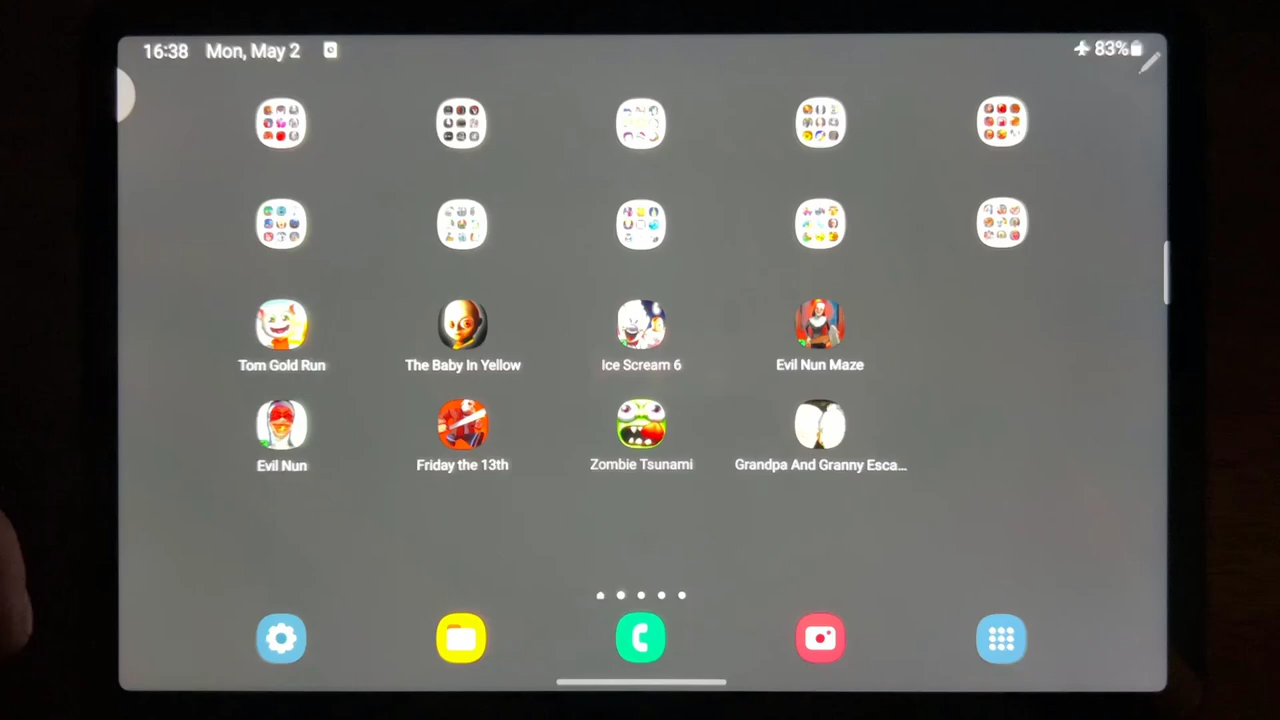 16:38 Mon, May 2 83%
Tom Gold Run The Baby In Yellow Ice Scream 6 Evil Nun Maze
Evil Nun Friday the 13th Zombie Tsunami Grandpa And Granny Esca...